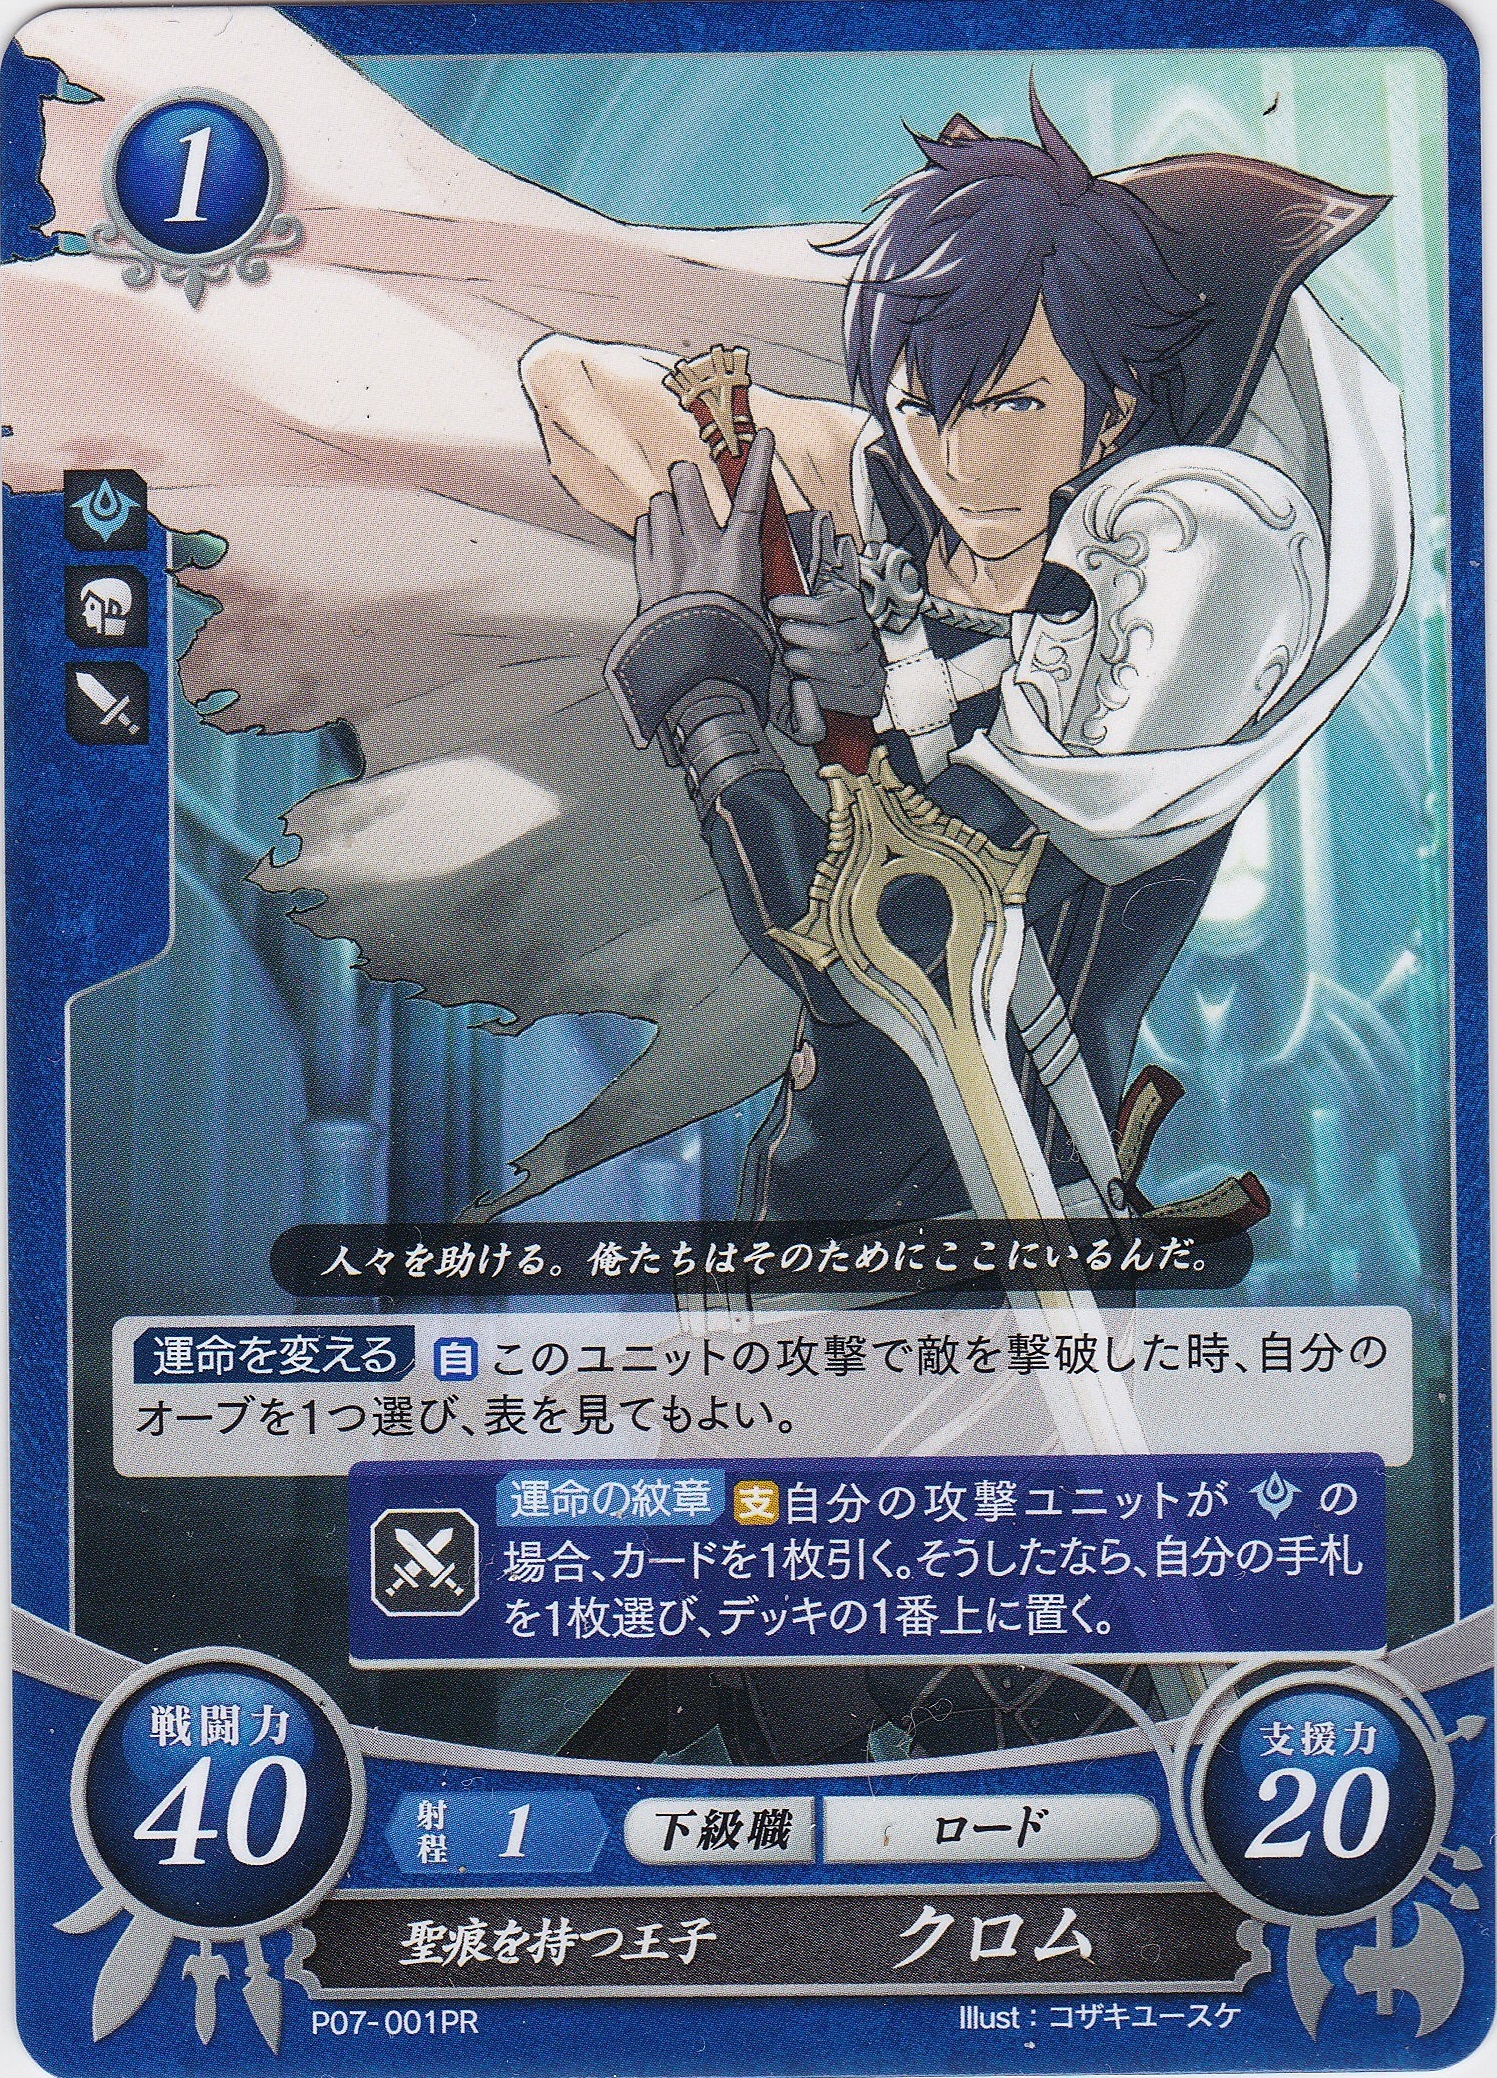 1
人々を助ける。俺たちはそのためにここにいるんだ。
運命を変える 自 このユニットの攻撃で敵を撃破した時、自分の
オーブを1つ選び、表を見てもよい。
運命の紋章 支 自分の攻撃ユニットが の
場合、カードを1枚引く。そうしたなら、自分の手札
を1枚選び、デッキの1番上に置く。
戦闘力
40
射程 1
下級職 ロード
支援力
20
聖痕を持つ王子 クロム
P07-001PR Illust:コザキユースケ